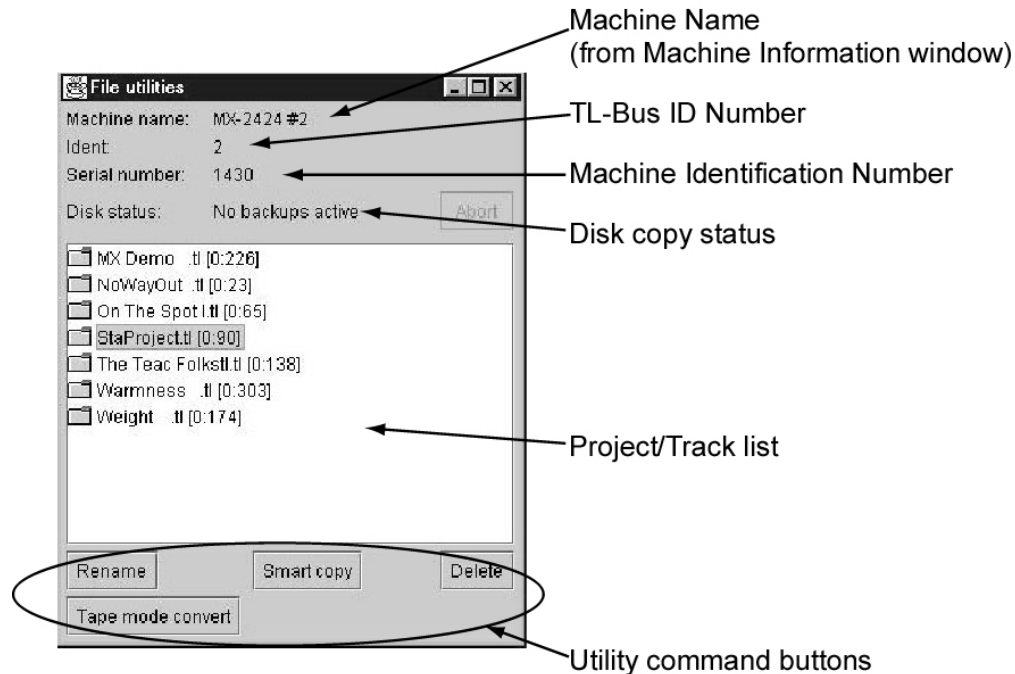 Machine Name
(from Machine Information window)
File utilities
Machine name: MX-2424 #2
TL-Bus ID Number
Ident: 2
Machine Identification Number
Serial number: 1430
Disk status: No backups active
Abort
Disk copy status
MX Demo .tl [0:226]
NoWayOut .tl [0:23]
On The Spot l.tl [0:65]
StaProject.tl [0:90]
The Teac Folkstl.tl [0:138]
Warmness .tl [0:303]
Weight .tl [0:174]
Project/Track list
Rename Smart copy Delete
Tape mode convert
Utility command buttons